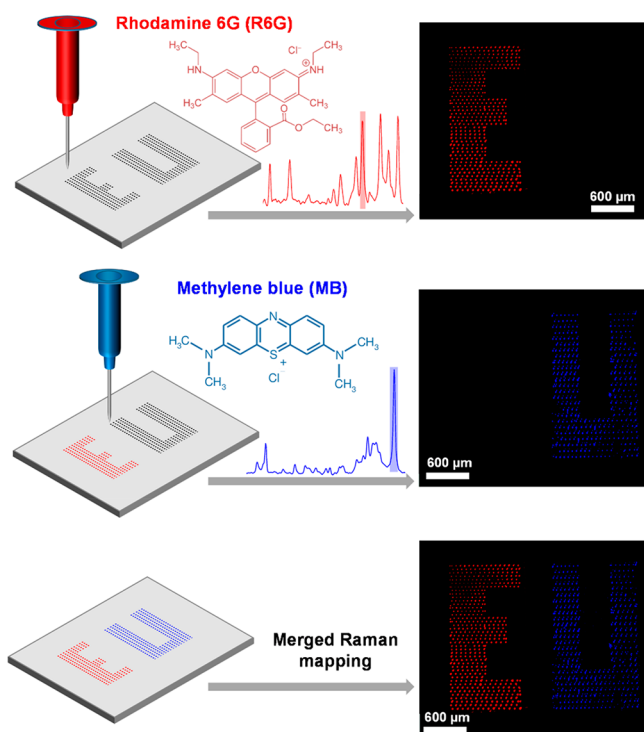 Rhodamine 6G (R6G)
Cl⁻
H₃C
CH₃
HN
O
NH
+
H₃C
CH₃
O
O
CH₃
E U
E
600 µm
Methylene blue (MB)
N
H₃C
CH₃
N
S
N
+
CH₃
Cl⁻
CH₃
E U
U
600 µm
E U
Merged Raman
mapping
E U
600 µm